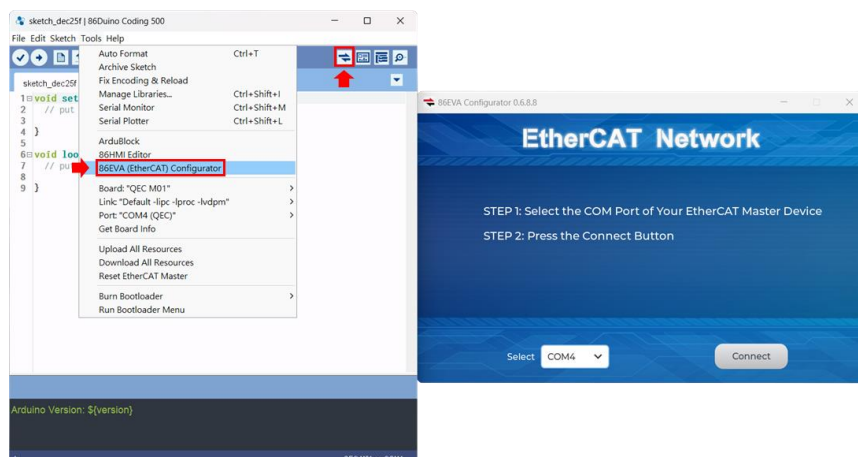 sketch_dec25f | 86Duino Coding 500
File Edit Sketch Tools Help
sketch_dec25f
1 void set
2 // put
3
4 }
5
6 void loo
7 // pu
8
9 }
Auto Format Ctrl+T
Archive Sketch
Fix Encoding & Reload
Manage Libraries... Ctrl+Shift+I
Serial Monitor Ctrl+Shift+M
Serial Plotter Ctrl+Shift+L
ArduBlock
86HMI Editor
86EVA (EtherCAT) Configurator
Board: "QEC M01"
Link: "Default -lipc -lproc -lvdpm"
Port: "COM4 (QEC)"
Get Board Info
Upload All Resources
Download All Resources
Reset EtherCAT Master
Burn Bootloader
Run Bootloader Menu
Arduino Version: ${version}
86EVA Configurator 0.6.8.8
EtherCAT Network
STEP 1: Select the COM Port of Your EtherCAT Master Device
STEP 2: Press the Connect Button
Select COM4 Connect